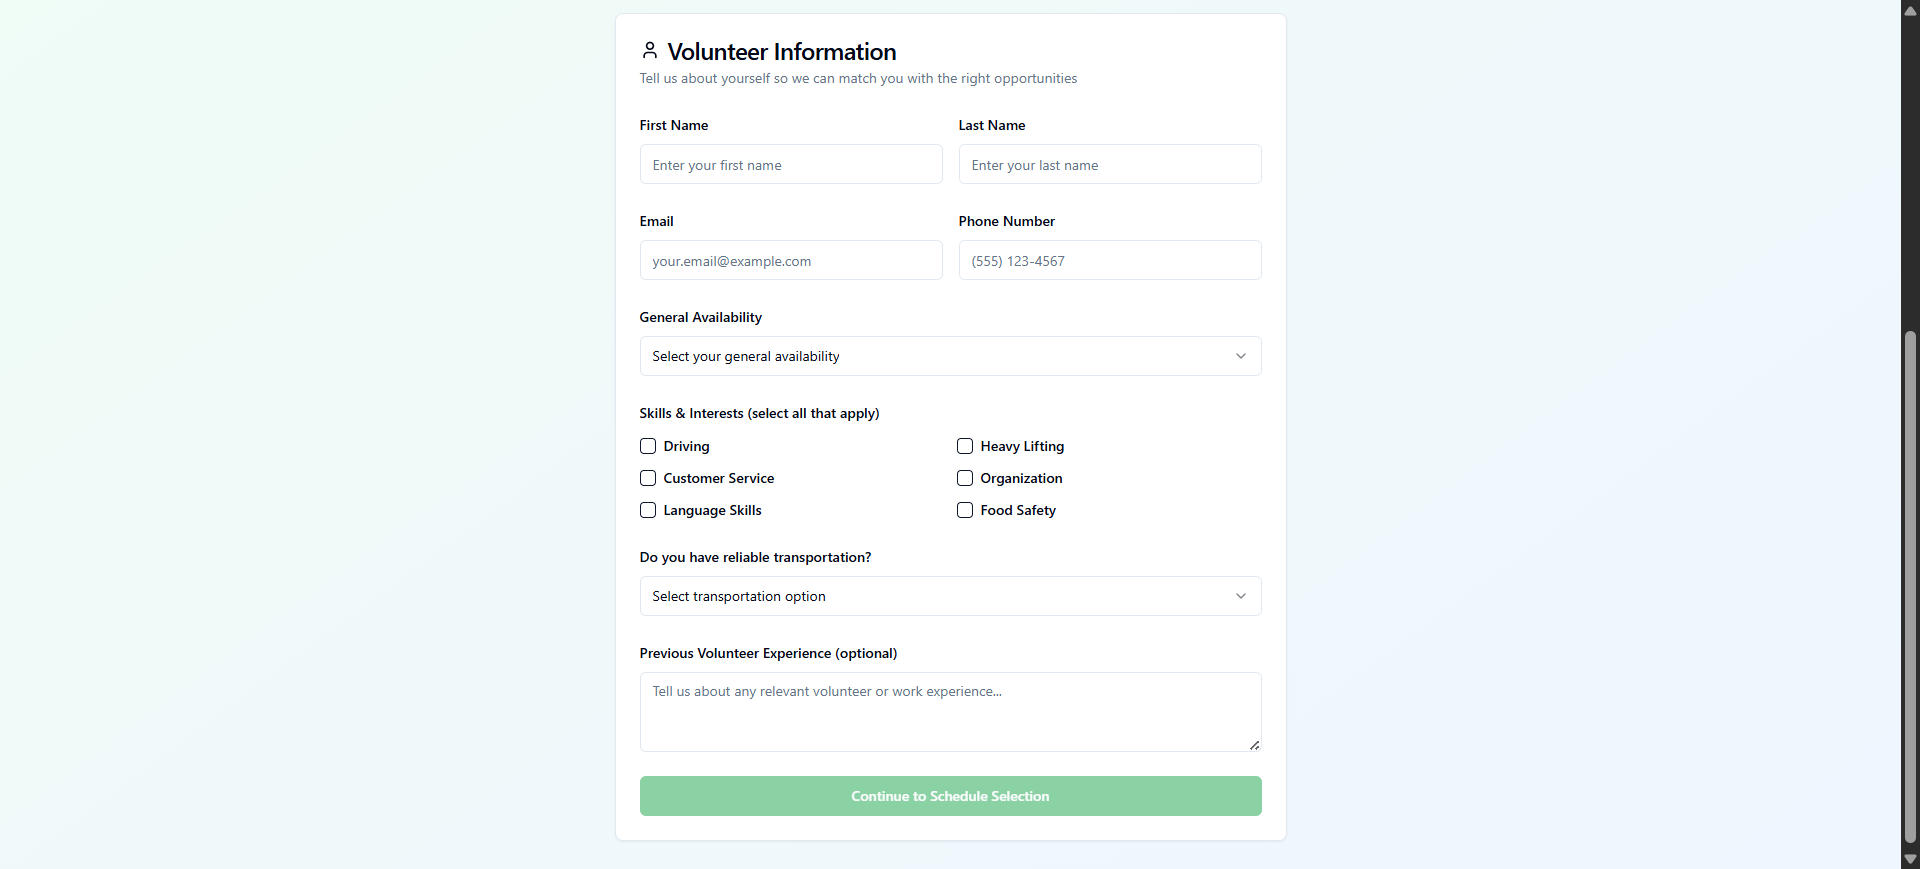 Volunteer Information
Tell us about yourself so we can match you with the right opportunities
First Name
Last Name
Enter your first name
Enter your last name
Email
Phone Number
your.email@example.com
(555) 123-4567
General Availability
Select your general availability
Skills & Interests (select all that apply)
Driving
Heavy Lifting
Customer Service
Organization
Language Skills
Food Safety
Do you have reliable transportation?
Select transportation option
Previous Volunteer Experience (optional)
Tell us about any relevant volunteer or work experience...
Continue to Schedule Selection